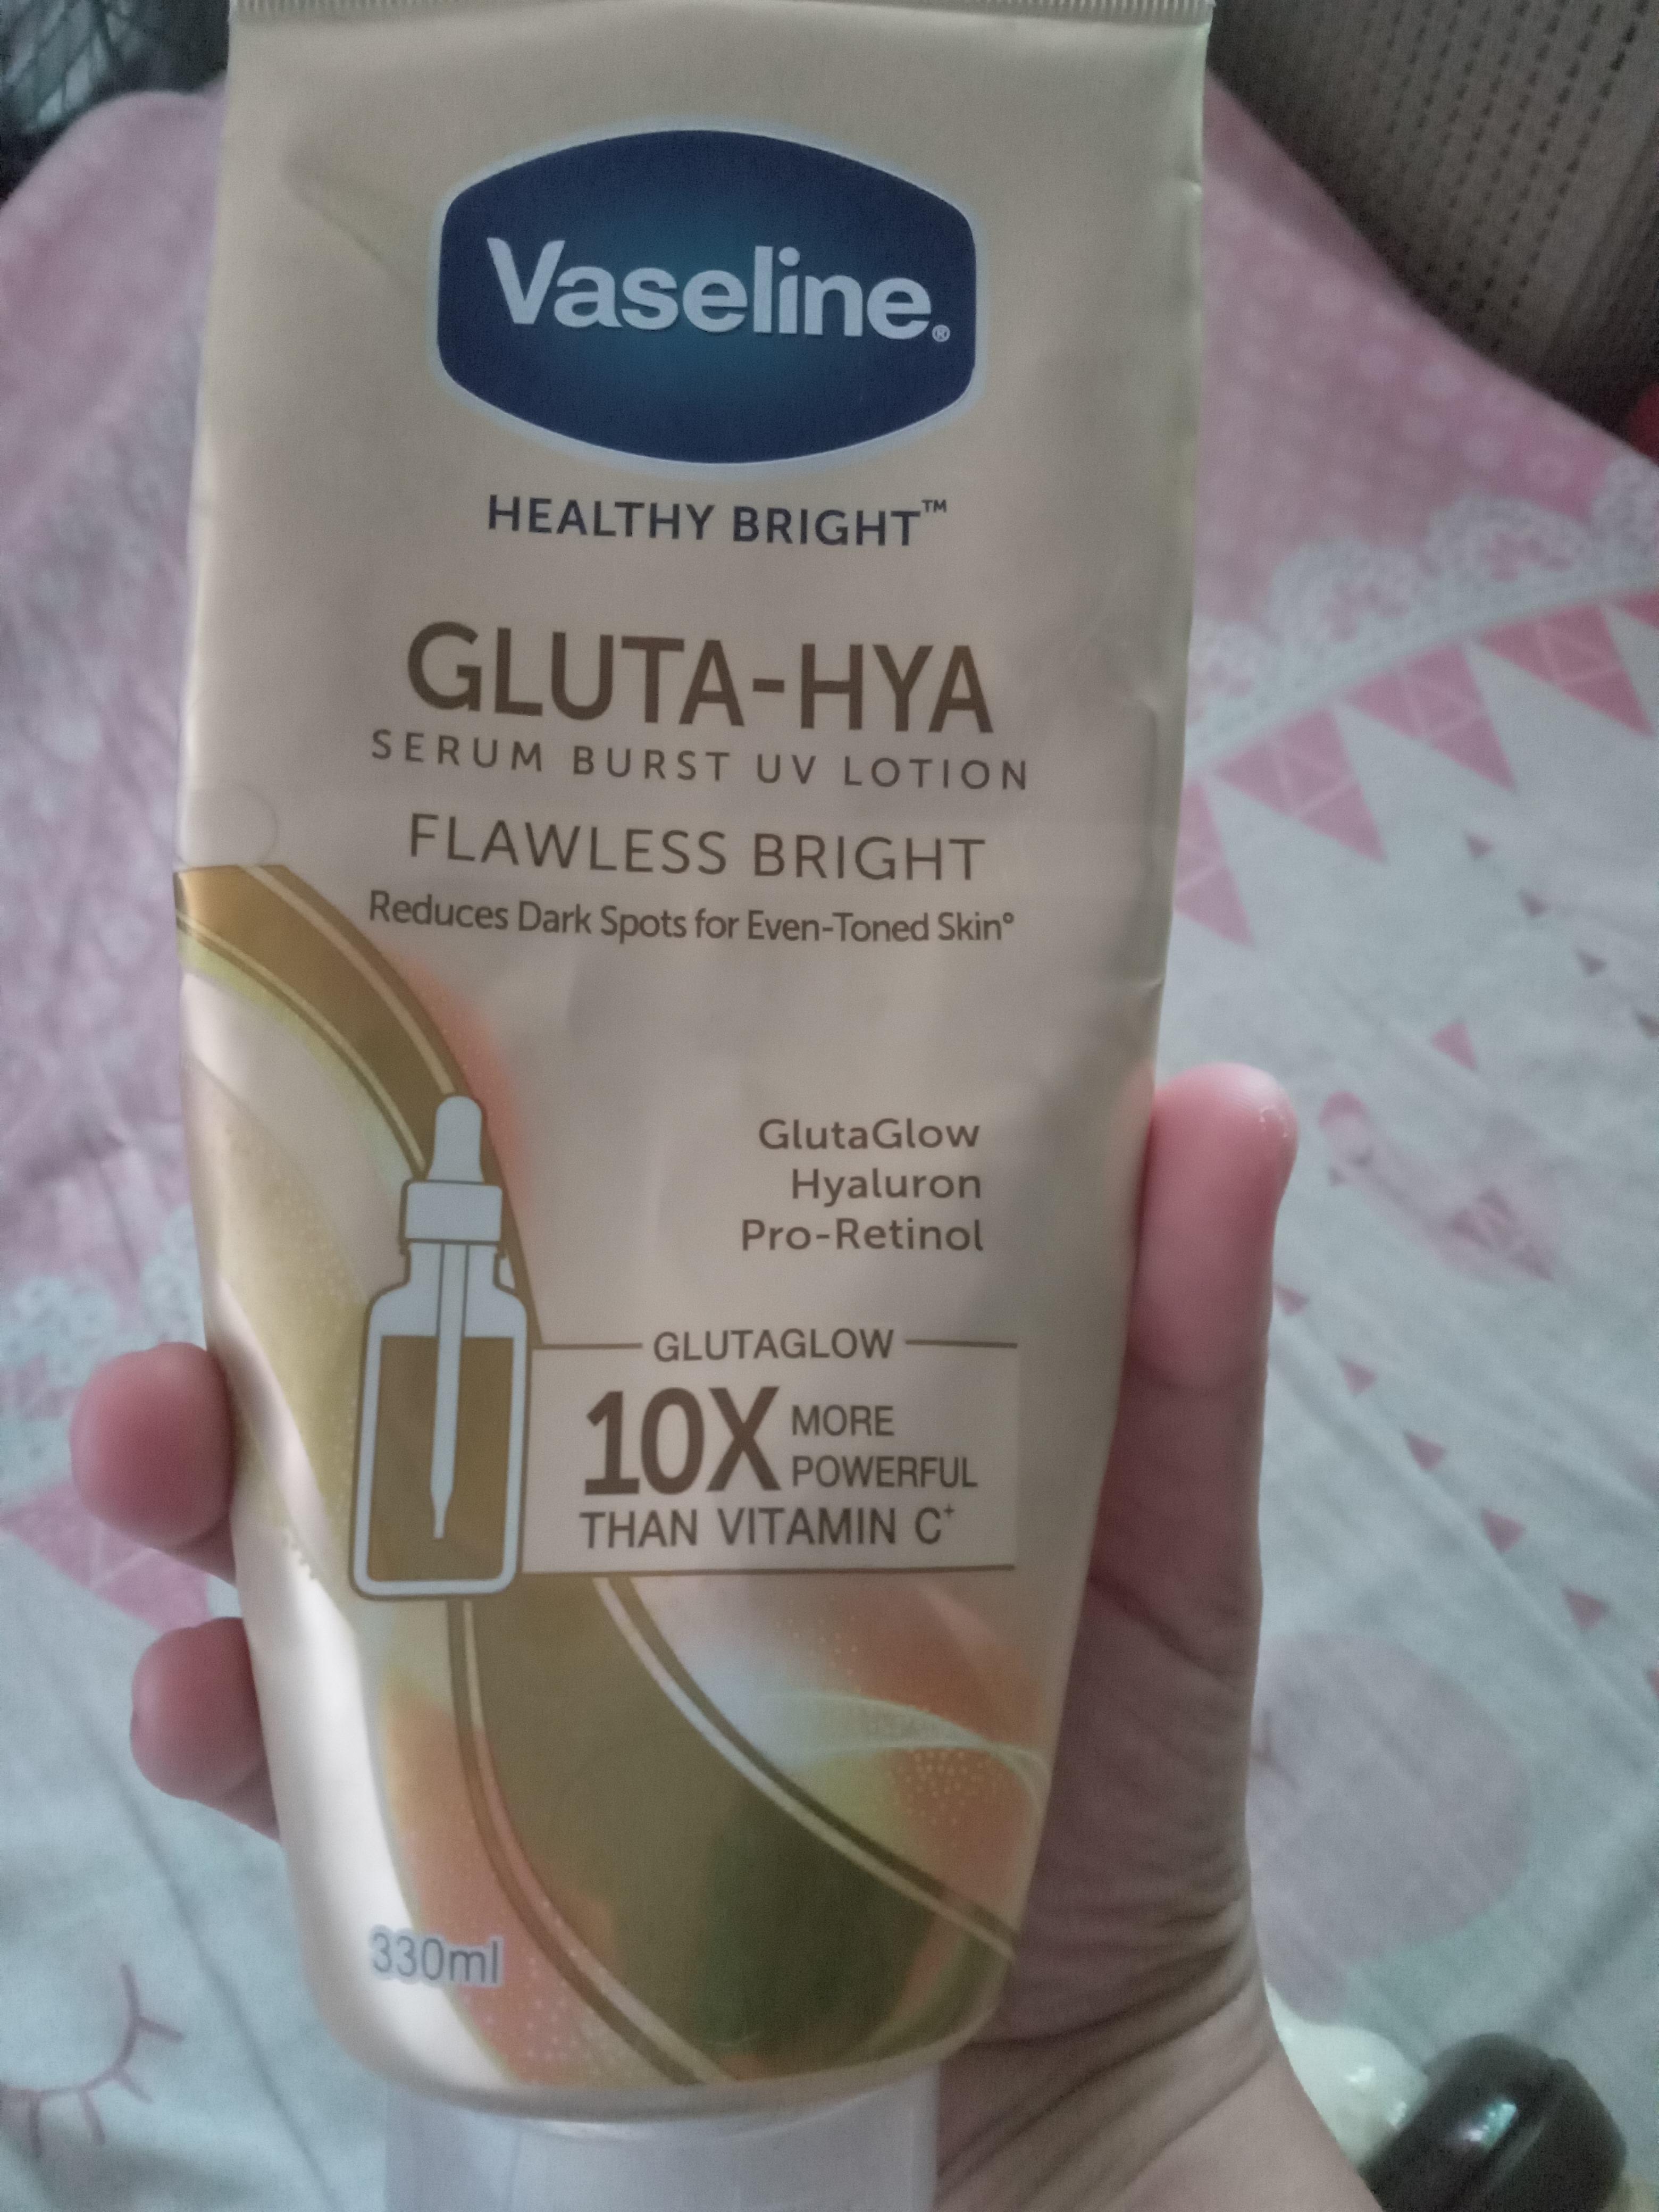 Vaseline®
HEALTHY BRIGHT™
GLUTA-HYA
SERUM BURST UV LOTION
FLAWLESS BRIGHT
Reduces Dark Spots for Even-Toned Skin°
GlutaGlow
Hyaluron
Pro-Retinol
GLUTAGLOW
10X MORE
POWERFUL
THAN VITAMIN C⁺
330ml